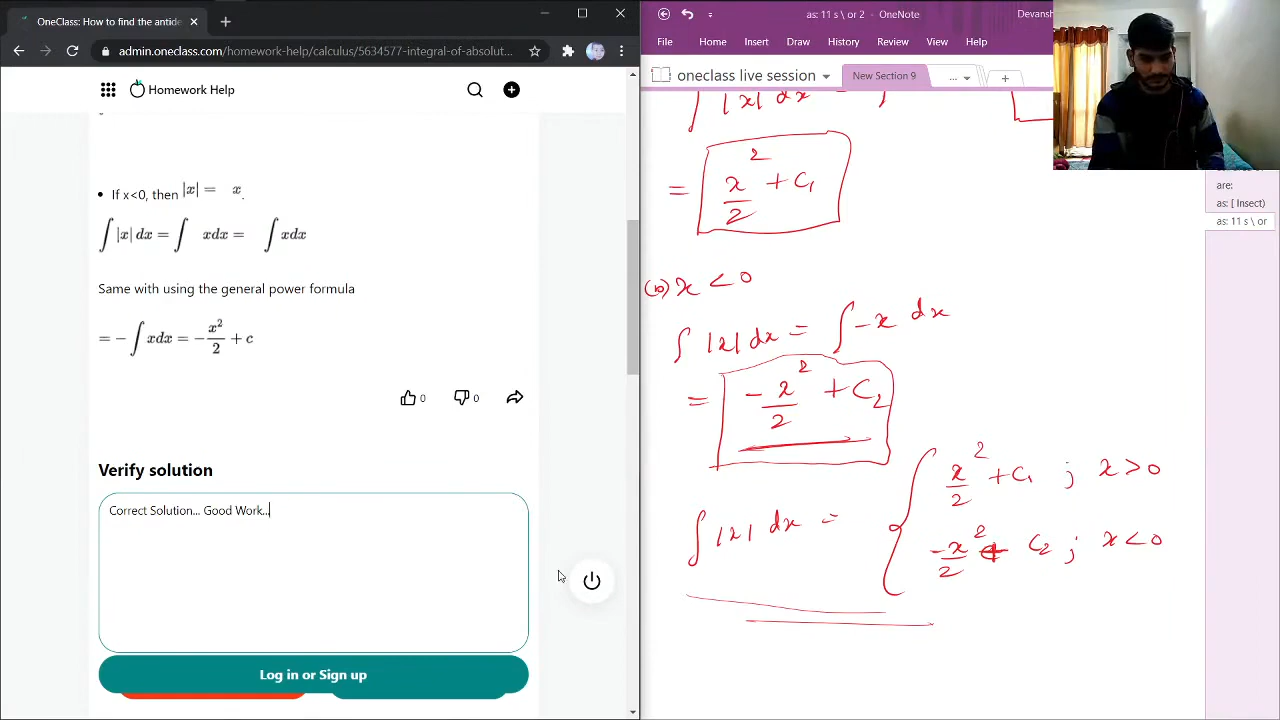 OneClass: How to find the antide
admin.oneclass.com/homework-help/calculus/5634577-integral-of-absolut...
Homework Help
• If x<0, then |x| = x.
∫|x| dx = ∫ xdx = ∫ xdx
Same with using the general power formula
= − ∫ xdx = − x²/2 + c
0 0
Verify solution
Correct Solution... Good Work..
Log in or Sign up
as: 11 s \ or 2 - OneNote
Devansh
File Home Insert Draw History Review View Help
oneclass live session
New Section 9
...
are:
as: [ Insect)
as: 11 s \ or
∫ |x| dx = ∫
= x²/2 + C₁
(b) x < 0
∫ |x| dx = ∫ -x dx
= -x²/2 + C₂
∫ |x| dx = { x²/2 + C₁ ; x > 0
-x²/2 + C₂ ; x < 0